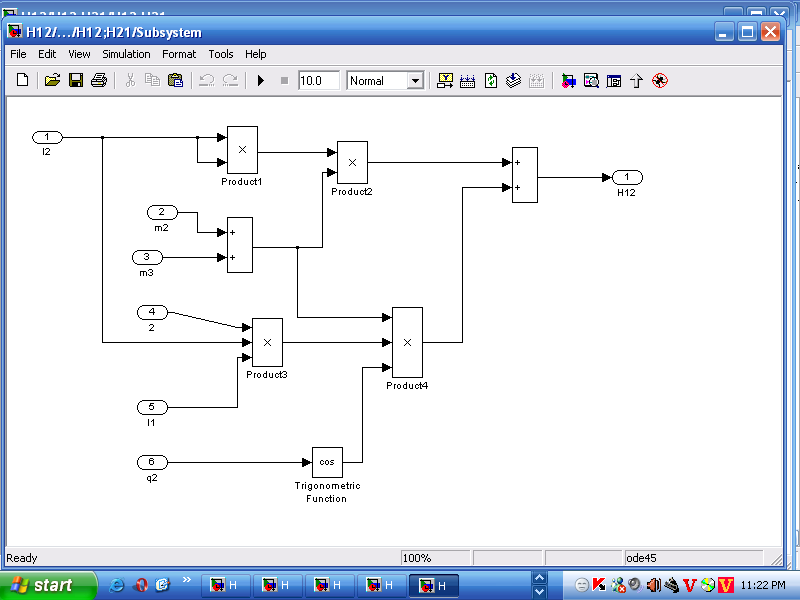 H12/.../H12;H21/Subsystem
File Edit View Simulation Format Tools Help
10.0 Normal
1
l2
×
Product1
×
Product2
+
+
1
H12
2
m2
+
+
3
m3
4
2
×
Product3
×
Product4
5
l1
6
q2
cos
Trigonometric
Function
Ready 100% ode45
start H H H H H 11:22 PM